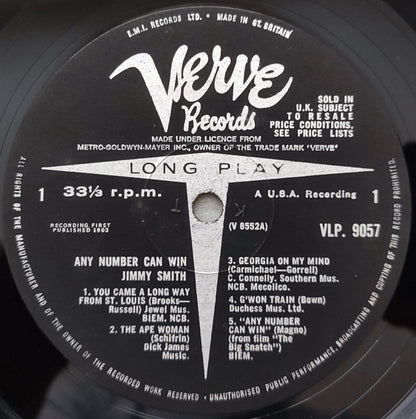 E.M.I. RECORDS LTD. • MADE IN GT. BRITAIN
Verve
Records
SOLD IN
U.K. SUBJECT
TO RESALE
PRICE CONDITIONS.
SEE PRICE LISTS
MADE UNDER LICENCE FROM
METRO-GOLDWYN-MAYER INC., OWNER OF THE TRADE MARK 'VERVE'
LONG PLAY
1 33⅓ r.p.m. A U.S.A. Recording 1
RECORDING FIRST
PUBLISHED 1963
(V 8552A)
VLP. 9057
ANY NUMBER CAN WIN
JIMMY SMITH
1. YOU CAME A LONG WAY
FROM ST. LOUIS (Brooks—
Russell) Jewel Mus.
BIEM. NCB.
2. THE APE WOMAN
(Schifrin)
Dick James
Music.
3. GEORGIA ON MY MIND
(Carmichael—Gorrell)
C. Connelly. Southern Mus.
NCB. Mecolico.
4. G'WON TRAIN (Bown)
Duchess Mus. Ltd.
5. "ANY NUMBER
CAN WIN" (Magno)
(from film "The
Big Snatch")
BIEM.
ALL RIGHTS OF THE MANUFACTURER AND OF THE OWNER OF THE RECORDED WORK RESERVED • UNAUTHORISED PUBLIC PERFORMANCE, BROADCASTING AND COPYING OF THIS RECORD PROHIBITED.